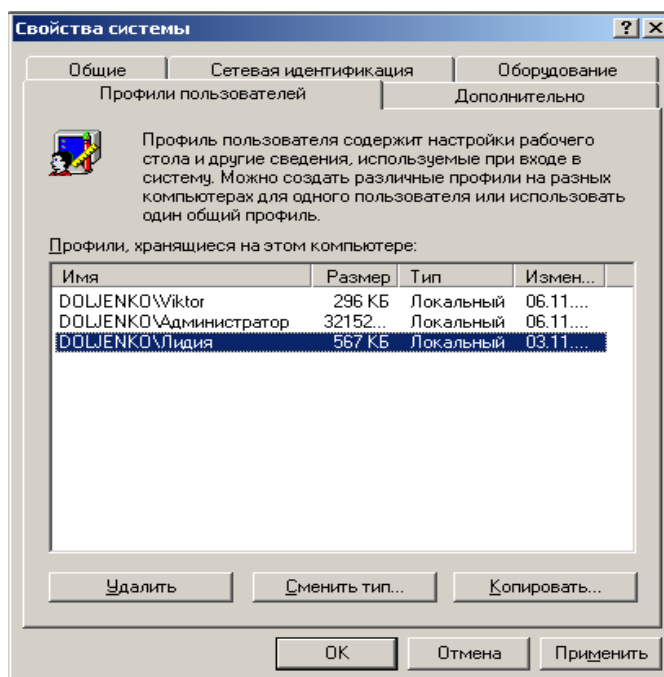 Свойства системы
Общие
Сетевая идентификация
Оборудование
Профили пользователей
Дополнительно
Профиль пользователя содержит настройки рабочего
стола и другие сведения, используемые при входе в
систему. Можно создать различные профили на разных
компьютерах для одного пользователя или использовать
один общий профиль.
Профили, хранящиеся на этом компьютере:
Имя Размер Тип Измен...
DOLJENKO\Viktor 296 КБ Локальный 06.11....
DOLJENKO\Администратор 32152... Локальный 06.11....
DOLJENKO\Лидия 567 КБ Локальный 03.11....
Удалить
Сменить тип...
Копировать...
ОК
Отмена
Применить